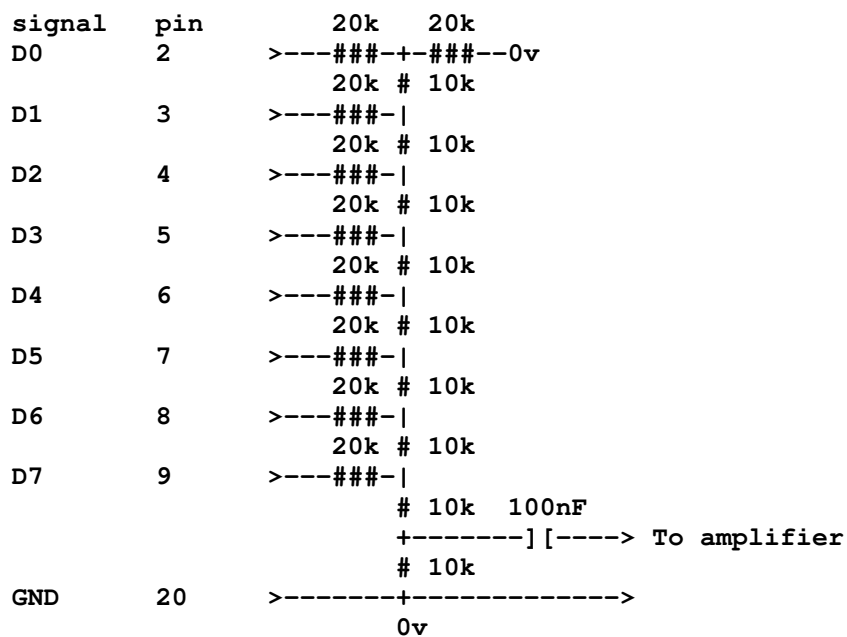 signal    pin          20k   20k
D0        2      >---###-+-###--0v
                     20k # 10k
D1        3      >---###-|
                     20k # 10k
D2        4      >---###-|
                     20k # 10k
D3        5      >---###-|
                     20k # 10k
D4        6      >---###-|
                     20k # 10k
D5        7      >---###-|
                     20k # 10k
D6        8      >---###-|
                     20k # 10k
D7        9      >---###-|
                         # 10k  100nF
                         +-------][----> To amplifier
                         # 10k
GND      20      >-------+------------->
                         0v